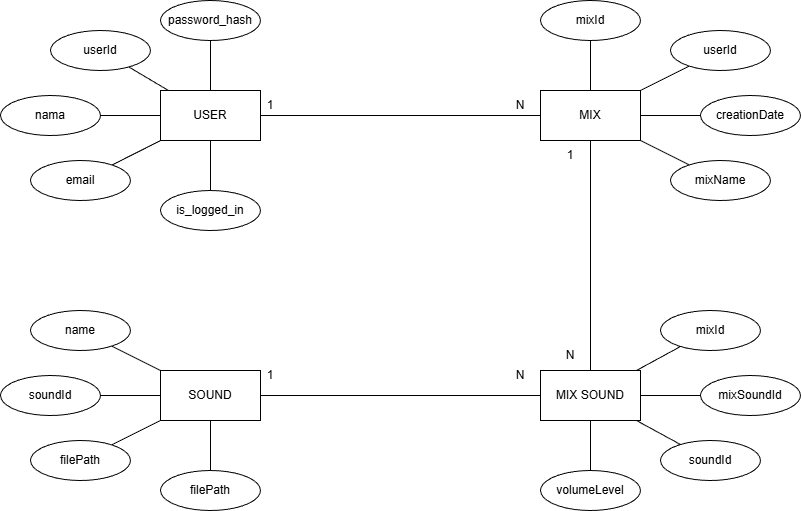 password_hash
mixId
userId
userId
nama
USER
1
N
MIX
creationDate
1
email
mixName
is_logged_in
name
mixId
N
1
N
soundId
SOUND
MIX SOUND
mixSoundId
filePath
soundId
filePath
volumeLevel